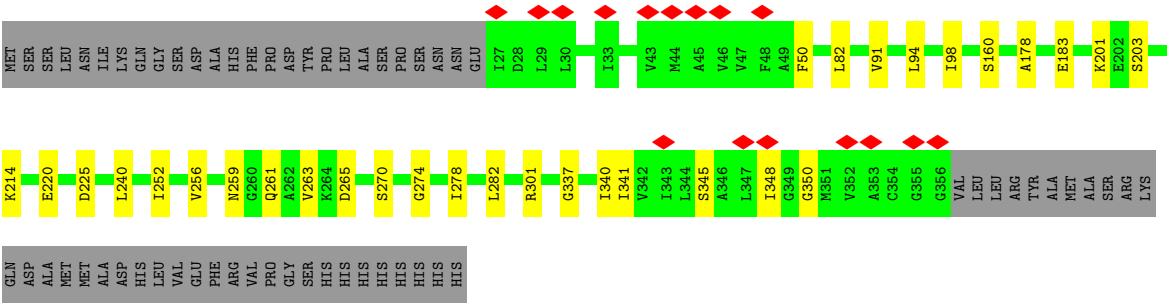 MET SER SER LEU ASN ILE LYS GLN GLY SER ASP ALA HIS PHE PRO ASP TYR PRO LEU ALA SER PRO SER ASN ASN GLU I27 D28 L29 L30 I33 V43 M44 A45 V46 V47 F48 A49 F50 L82 V91 L94 I98 S160 A178 E183 K201 E202 S203
K214 E220 D225 L240 I252 V256 N259 G260 Q261 A262 V263 K264 D265 S270 G274 I278 L282 R301 G337 I340 I341 V342 I343 L344 S345 A346 L347 I348 G349 G350 M351 V352 A353 C354 G355 G356 VAL LEU LEU ARG TYR ALA MET ALA SER ARG LYS
GLN ASP ALA MET MET ALA ASP HIS LEU VAL GLU PHE ARG VAL PRO GLY SER HIS HIS HIS HIS HIS HIS HIS HIS